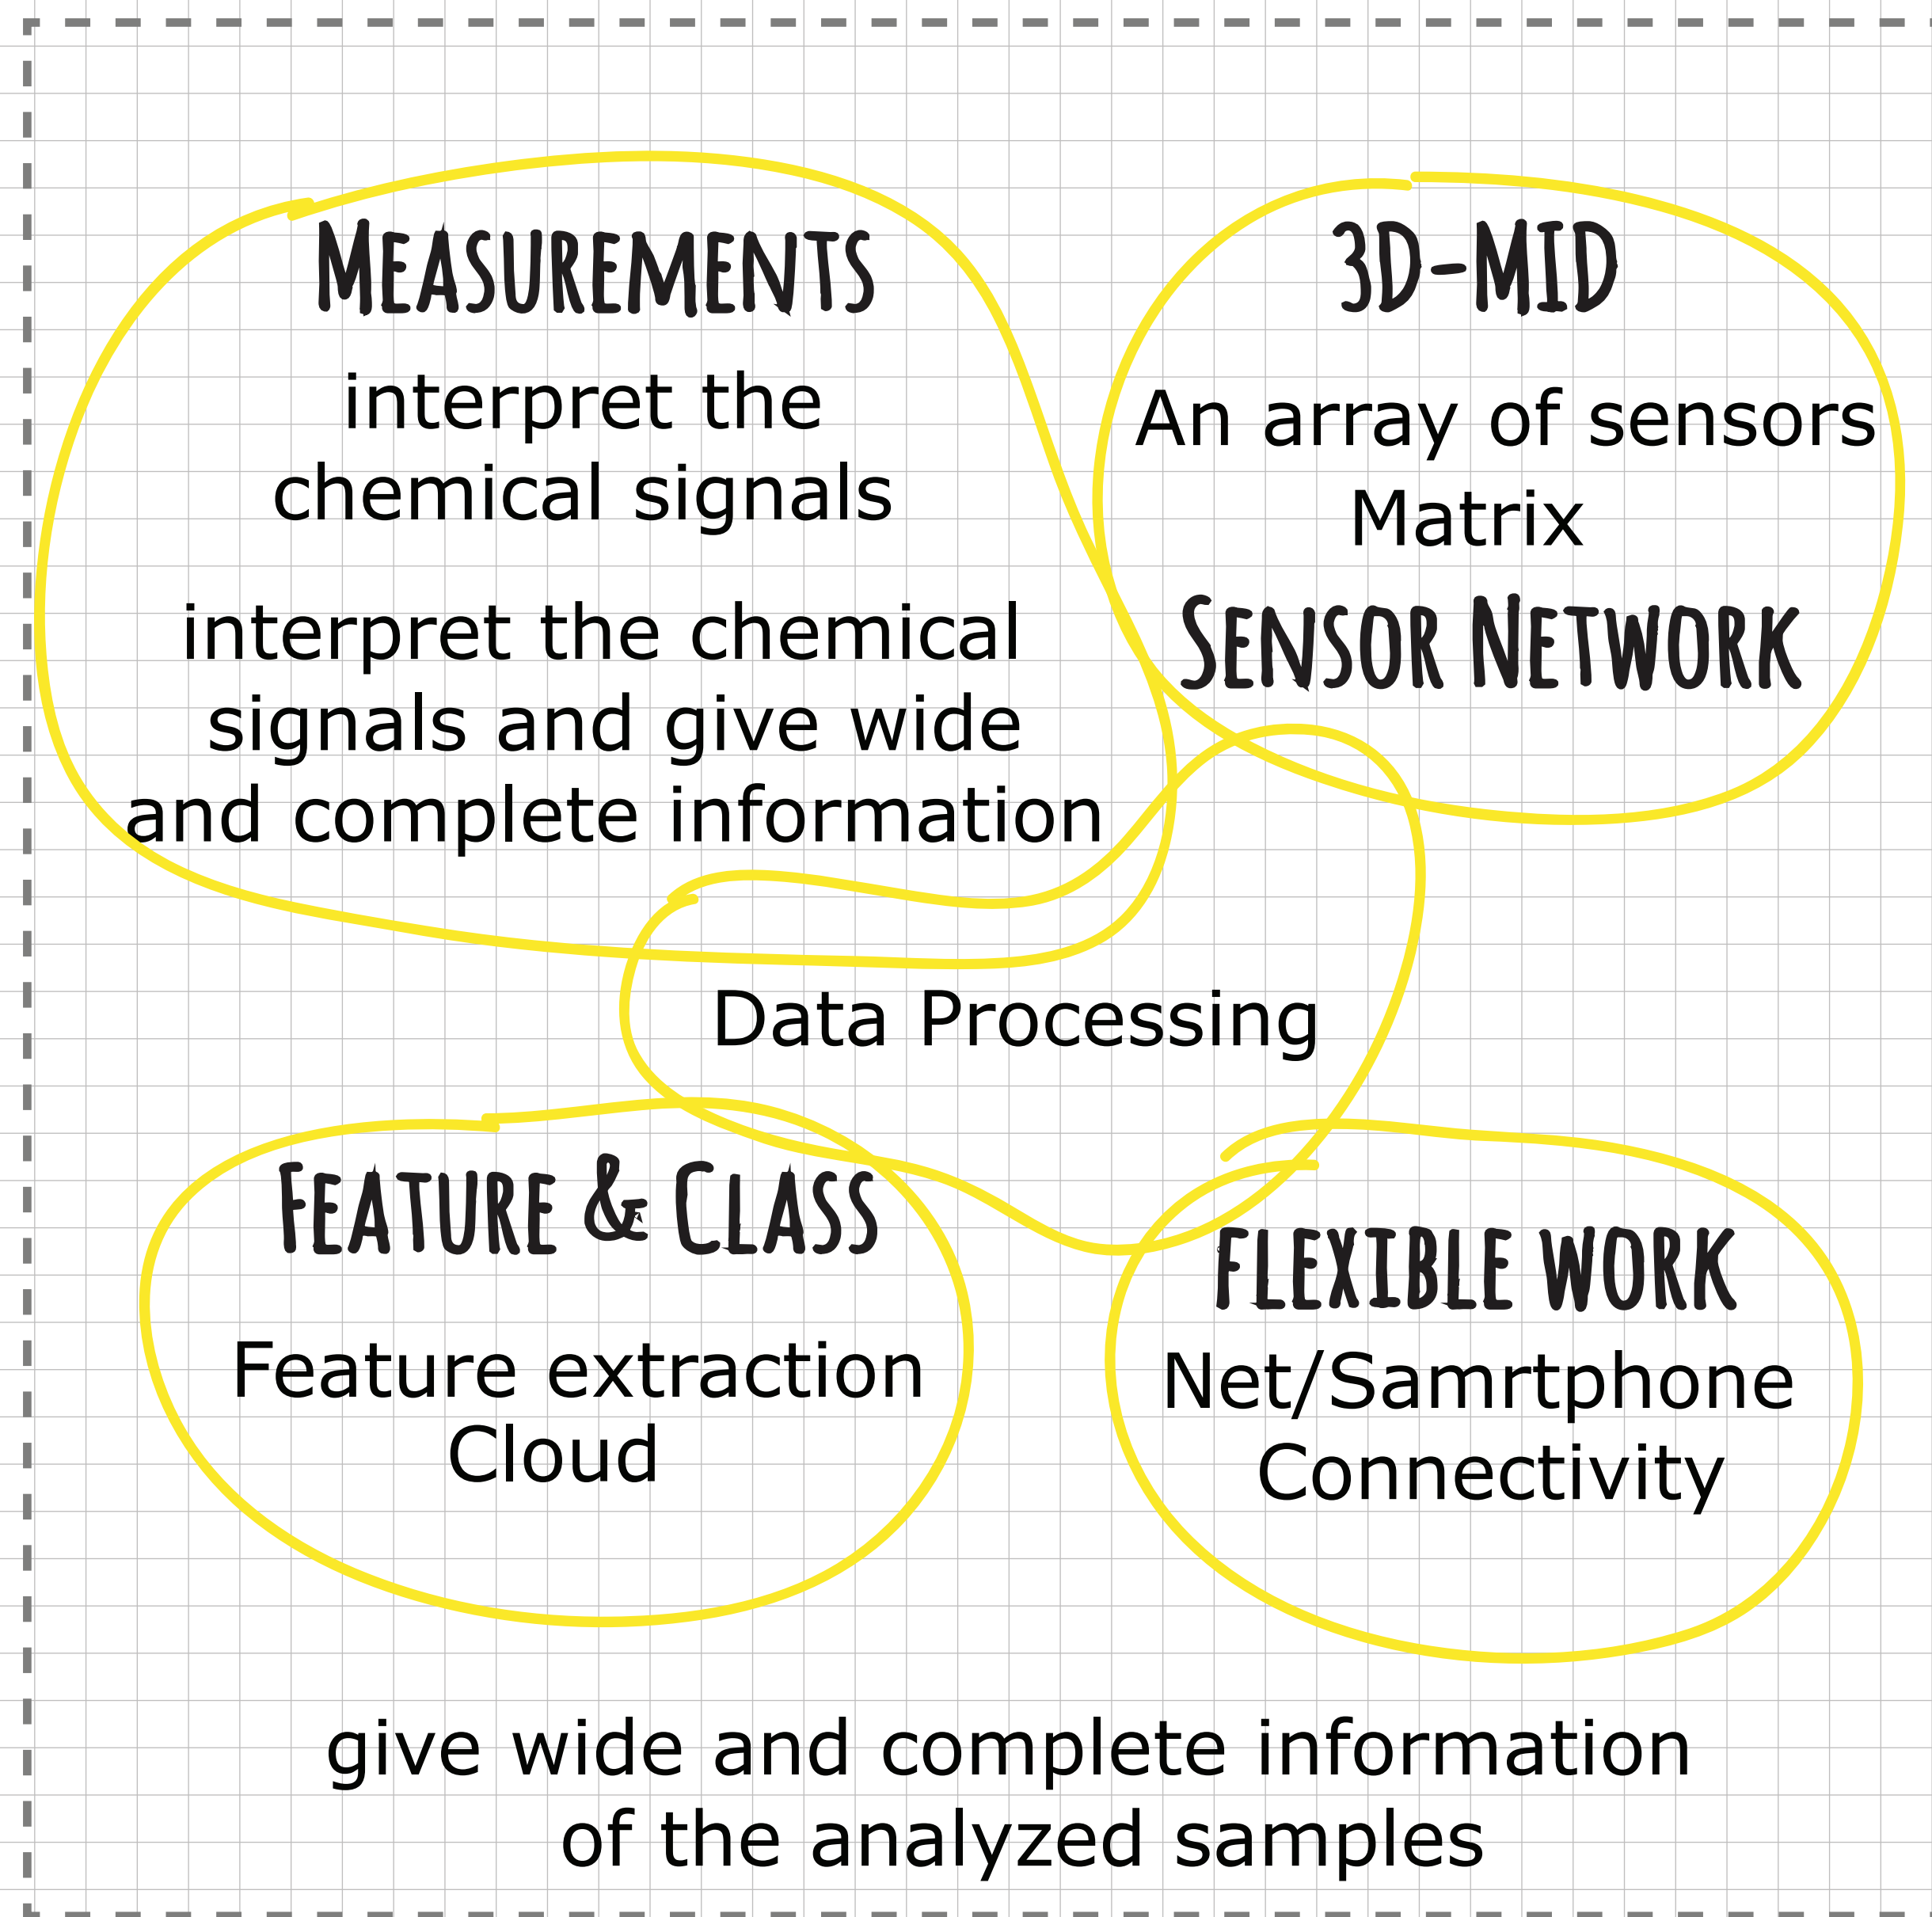 Measurements
interpret the
chemical signals
interpret the chemical
signals and give wide
and complete information
3D-MID
An array of sensors
Matrix
Sensor Network
Data Processing
Feature & Class
Feature extraction
Cloud
Flexible work
Net/Samrtphone
Connectivity
give wide and complete information
of the analyzed samples